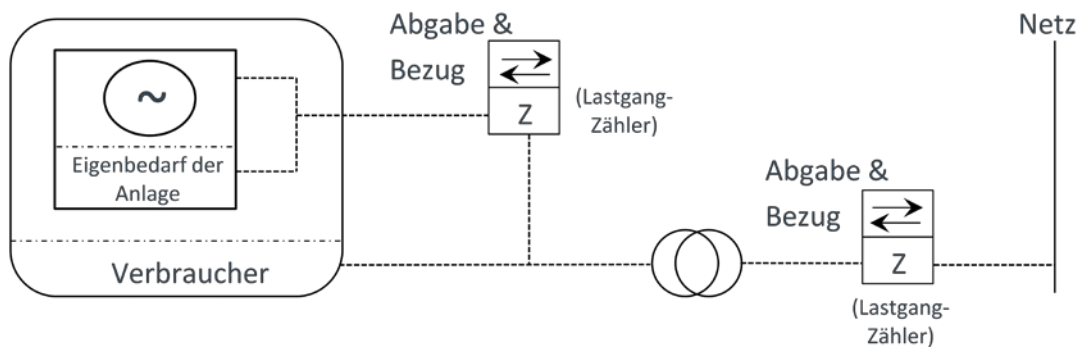 Abgabe &
Bezug
Z
(Lastgang-
Zähler)
Netz
~
Eigenbedarf der
Anlage
Verbraucher
Abgabe &
Bezug
Z
(Lastgang-
Zähler)